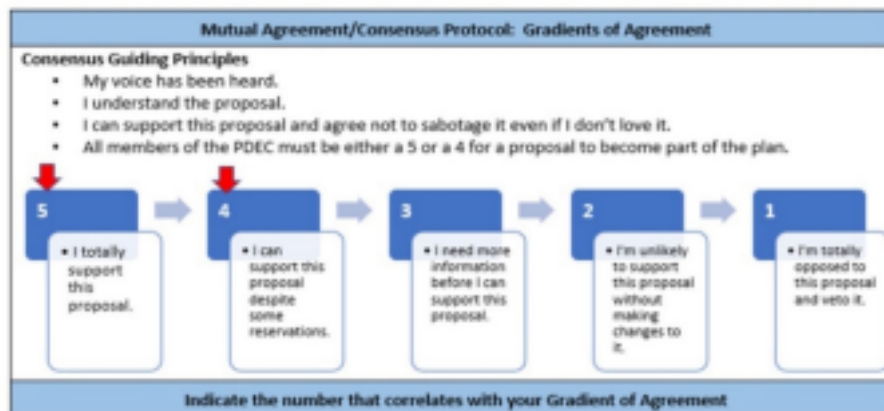 Mutual Agreement/Consensus Protocol: Gradients of Agreement
Consensus Guiding Principles
• My voice has been heard.
• I understand the proposal.
• I can support this proposal and agree not to sabotage it even if I don't love it.
• All members of the PDEC must be either a 5 or a 4 for a proposal to become part of the plan.
5
• I totally
support
this
proposal.
4
• I can
support this
proposal
despite
some
reservations.
3
• I need more
information
before I can
support this
proposal.
2
• I'm unlikely
to support
this proposal
without
making
changes to
it.
1
• I'm totally
opposed to
this proposal
and veto it.
Indicate the number that correlates with your Gradient of Agreement